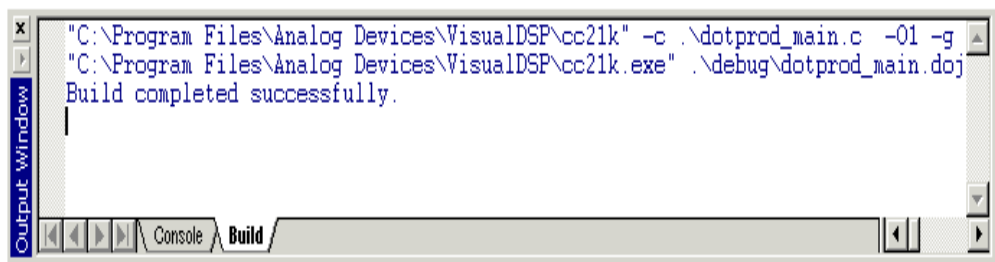 "C:\Program Files\Analog Devices\VisualDSP\cc21k" -c .\dotprod_main.c -O1 -g
"C:\Program Files\Analog Devices\VisualDSP\cc21k.exe" .\debug\dotprod_main.doj
Build completed successfully.
Output Window
Console
Build